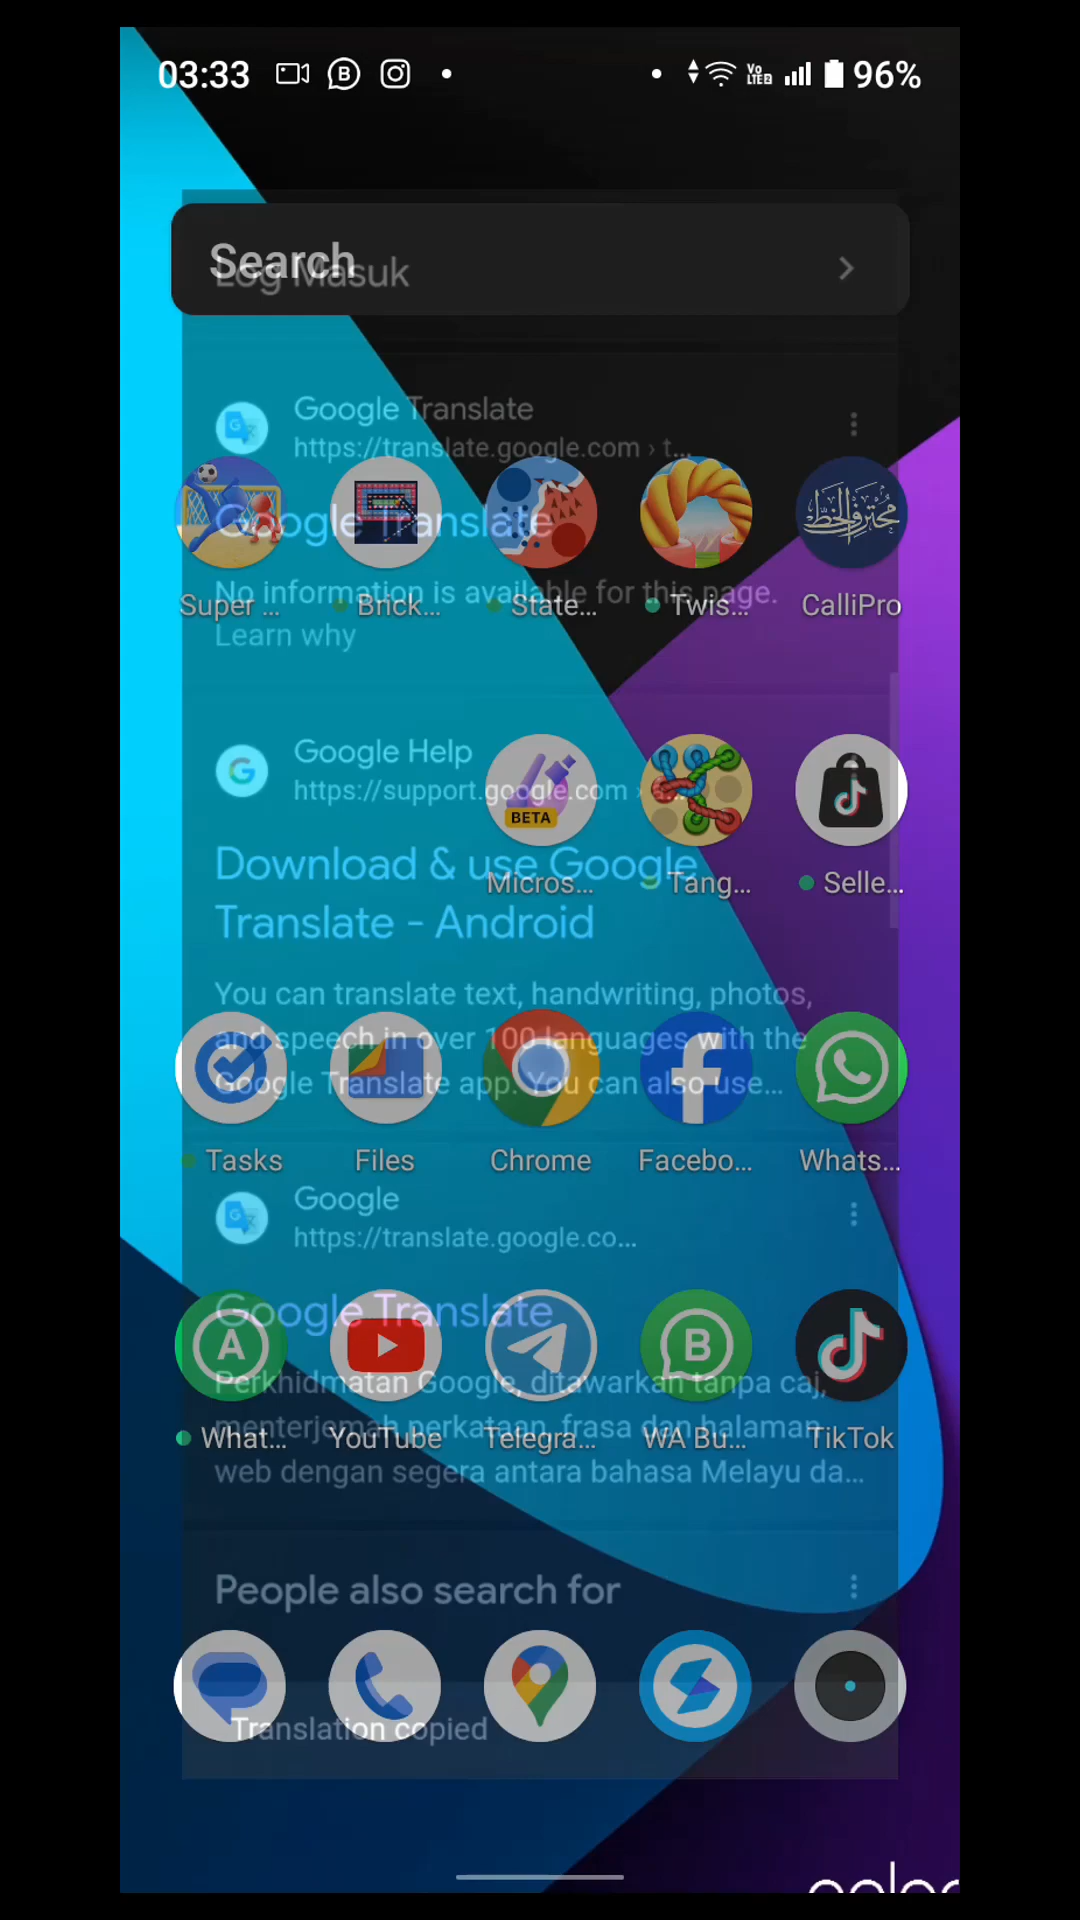 03:33
Vo LTE2
96%
Search
Log Masuk
Google Translate
https://translate.google.com › t...
Google Translate
No information is available for this page.
Super ...
Brick...
State...
Twis...
CalliPro
Learn why
محترفو الخط
Google Help
https://support.google.com › a...
BETA
Download & use Google
Micros...
Tang...
Selle...
Translate - Android
You can translate text, handwriting, photos,
and speech in over 100 languages with the
Google Translate app. You can also use...
Tasks
Files
Chrome
Facebo...
Whats...
Google
https://translate.google.co...
Google Translate
A
B
Perkhidmatan Google, ditawarkan tanpa caj,
menterjemah perkataan, frasa dan halaman
What...
YouTube
Telegra...
WA Bu...
TikTok
web dengan segera antara bahasa Melayu da...
People also search for
Translation copied